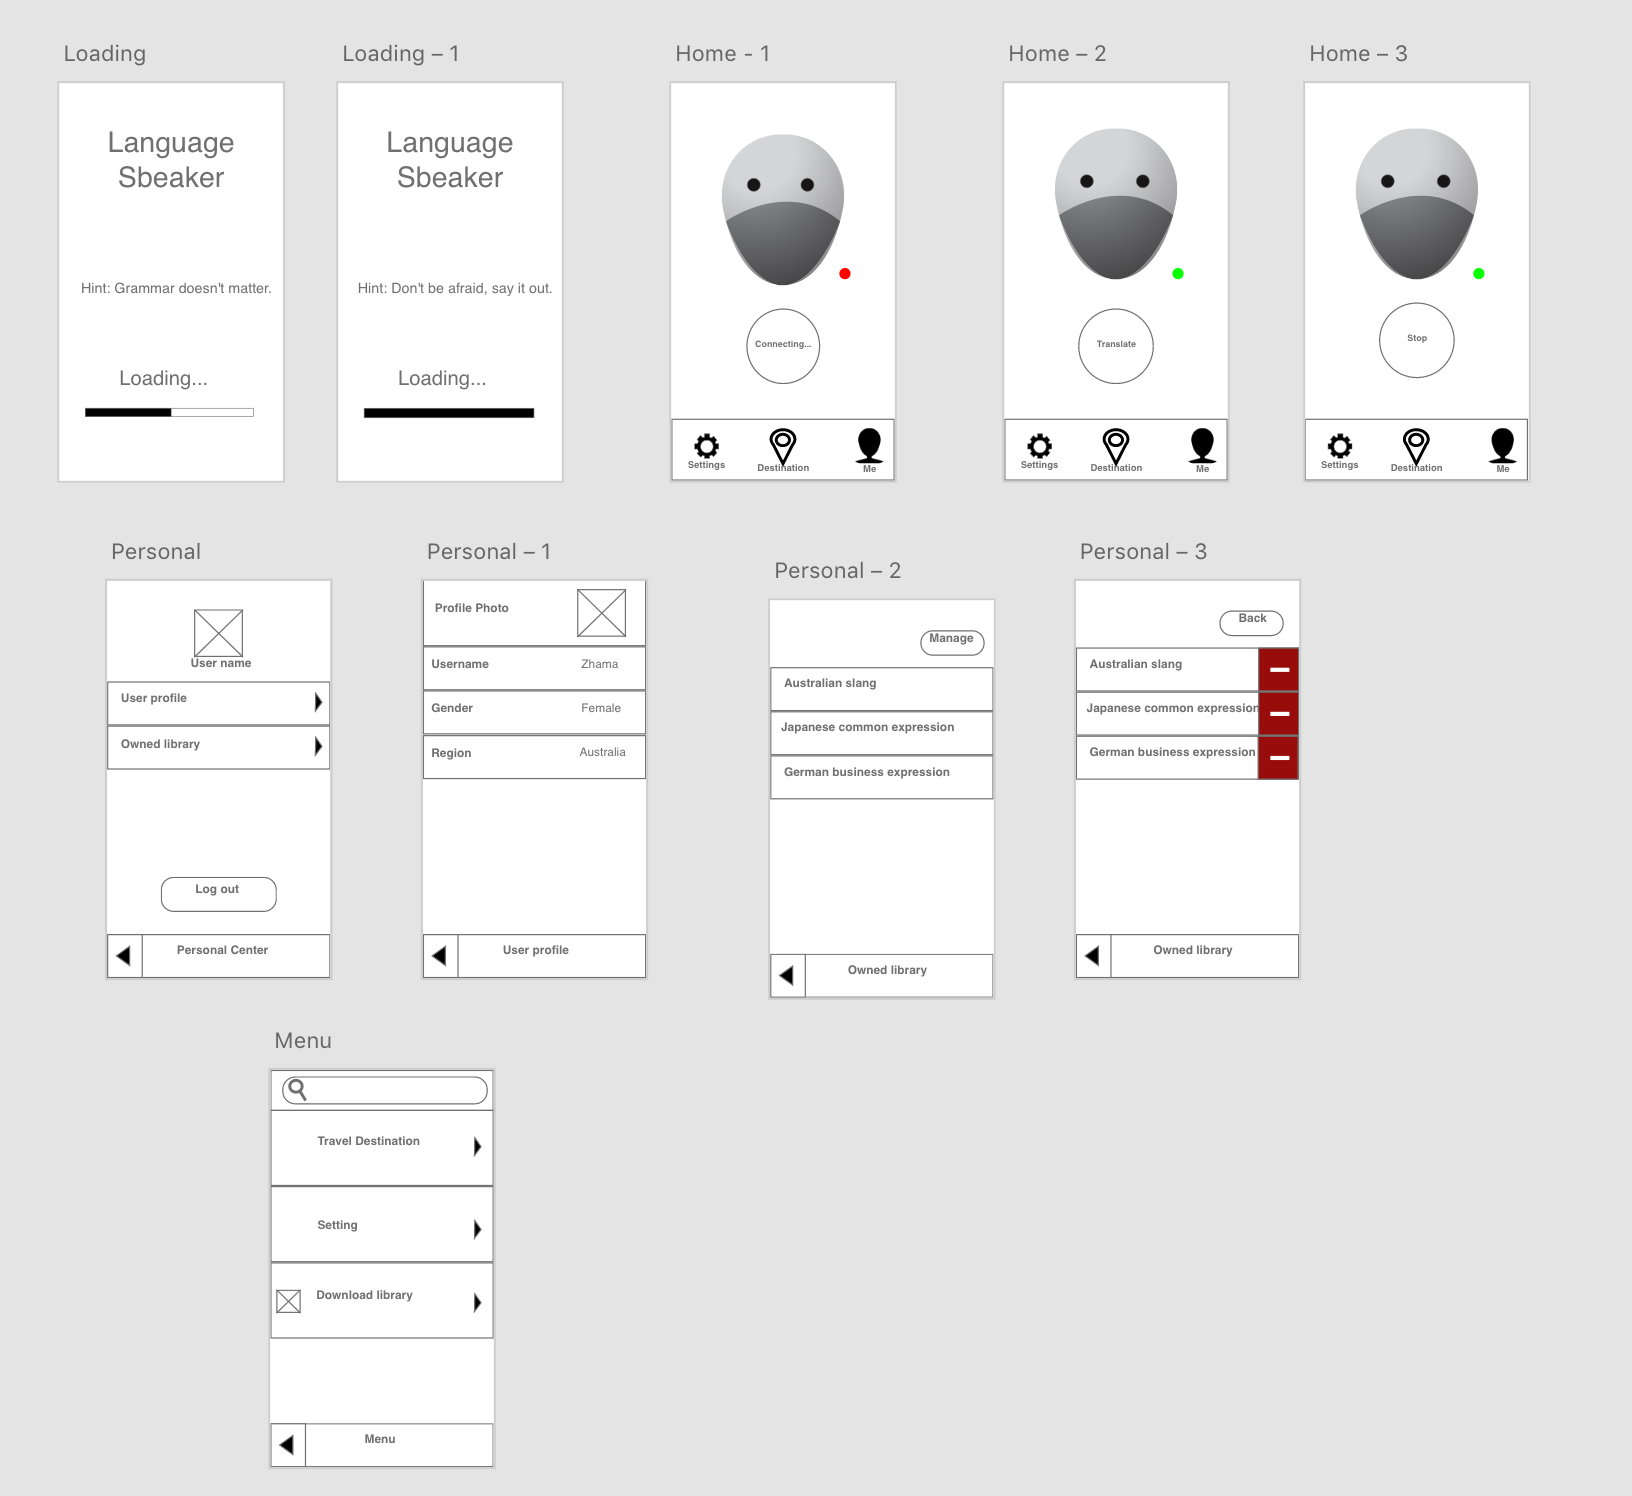 Loading
Loading – 1
Home - 1
Home – 2
Home – 3
Language
Sbeaker
Hint: Grammar doesn't matter.
Loading...
Language
Sbeaker
Hint: Don't be afraid, say it out.
Loading...
Connecting...
Settings
Destination
Me
Translate
Settings
Destination
Me
Stop
Settings
Destination
Me
Personal
Personal – 1
Personal – 2
Personal – 3
User name
User profile
Owned library
Log out
Personal Center
Profile Photo
Username Zhama
Gender Female
Region Australia
User profile
Manage
Australian slang
Japanese common expression
German business expression
Owned library
Back
Australian slang
Japanese common expression
German business expression
Owned library
Menu
Travel Destination
Setting
Download library
Menu